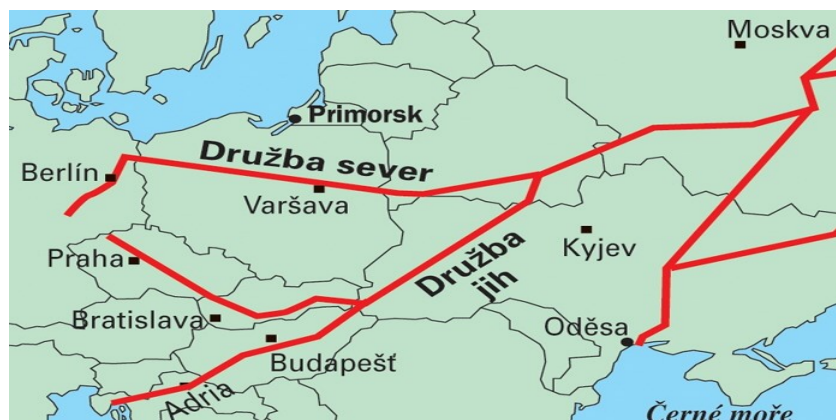 Moskva
Primorsk
Družba sever
Berlín
Varšava
Kyjev
Praha
Družba
jih
Bratislava
Oděsa
Budapešť
Adria
Černé moře